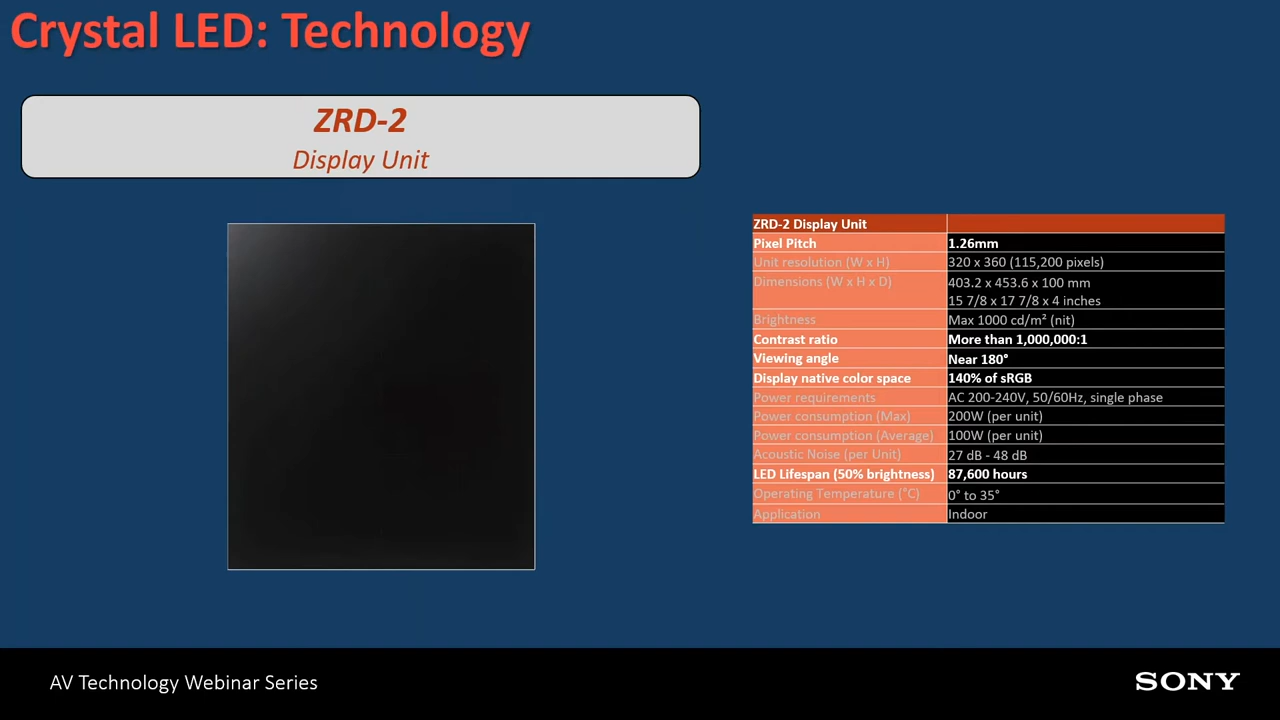 Crystal LED: Technology
ZRD-2
Display Unit
ZRD-2 Display Unit
Pixel Pitch 1.26mm
Unit resolution (W x H) 320 x 360 (115,200 pixels)
Dimensions (W x H x D) 403.2 x 453.6 x 100 mm
15 7/8 x 17 7/8 x 4 inches
Brightness Max 1000 cd/m² (nit)
Contrast ratio More than 1,000,000:1
Viewing angle Near 180°
Display native color space 140% of sRGB
Power requirements AC 200-240V, 50/60Hz, single phase
Power consumption (Max) 200W (per unit)
Power consumption (Average) 100W (per unit)
Acoustic Noise (per Unit) 27 dB - 48 dB
LED Lifespan (50% brightness) 87,600 hours
Operating Temperature (°C) 0° to 35°
Application Indoor
AV Technology Webinar Series
SONY